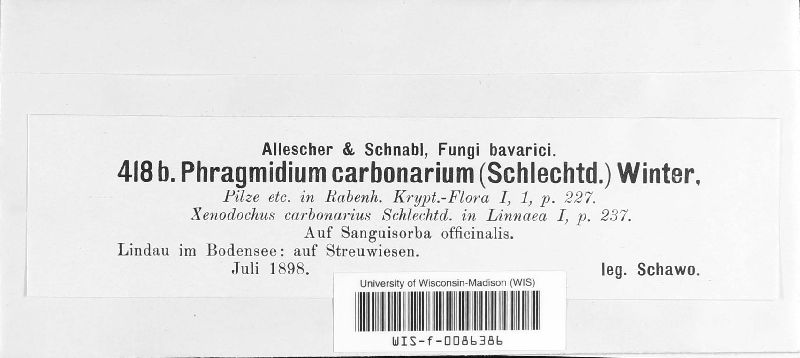 Allescher & Schnabl, Fungi bavarici.
418 b. Phragmidium carbonarium (Schlechtd.) Winter,
Pilze etc. in Rabenh. Krypt.-Flora I, 1, p. 227.
Xenodochus carbonarius Schlechtd. in Linnaea I, p. 237.
Auf Sanguisorba officinalis.
Lindau im Bodensee: auf Streuwiesen.
Juli 1898. leg. Schawo.
University of Wisconsin-Madison (WIS)
WIS-f-0086386